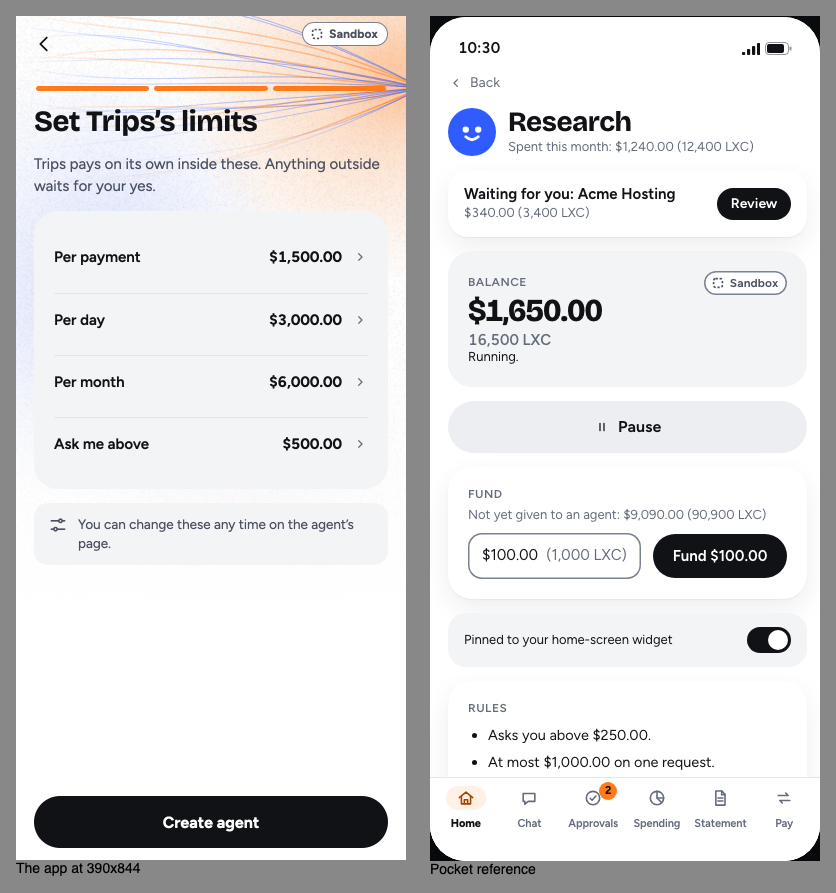 Sandbox
Set Trips’s limits
Trips pays on its own inside these. Anything outside
waits for your yes.
Per payment $1,500.00
Per day $3,000.00
Per month $6,000.00
Ask me above $500.00
You can change these any time on the agent’s
page.
Create agent
The app at 390x844
10:30
Back
Research
Spent this month: $1,240.00 (12,400 LXC)
Waiting for you: Acme Hosting
$340.00 (3,400 LXC)
Review
BALANCE
Sandbox
$1,650.00
16,500 LXC
Running.
Pause
FUND
Not yet given to an agent: $9,090.00 (90,900 LXC)
$100.00 (1,000 LXC)
Fund $100.00
Pinned to your home-screen widget
RULES
• Asks you above $250.00.
• At most $1,000.00 on one request.
2
Home Chat Approvals Spending Statement Pay
Pocket reference